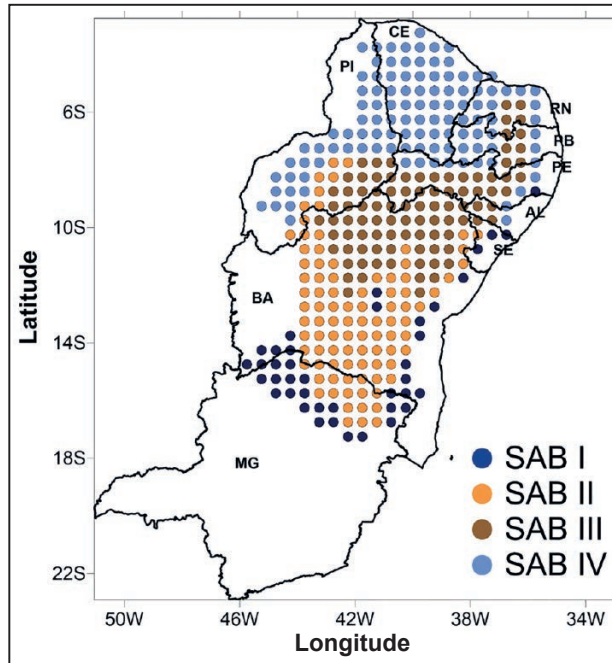 CE
PI
RN
6S
PB
PE
AL
10S
SE
BA
Latitude
14S
SAB I
18S
MG
SAB II
SAB III
22S
SAB IV
50W 46W 42W 38W 34W
Longitude